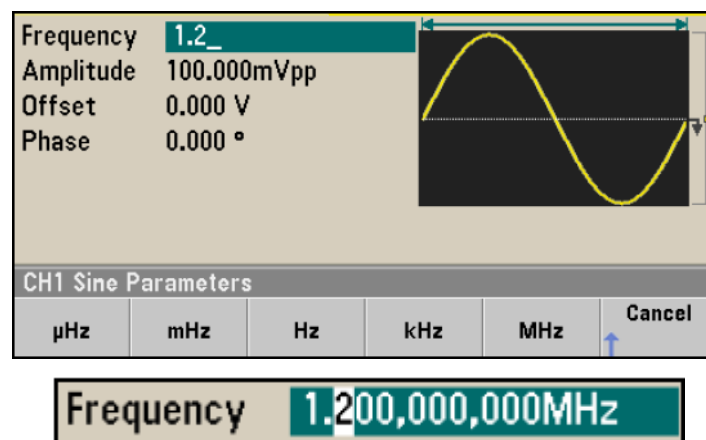 Frequency 1.2_
Amplitude 100.000mVpp
Offset 0.000 V
Phase 0.000 °
CH1 Sine Parameters
µHz mHz Hz kHz MHz Cancel
Frequency 1.200,000,000MHz